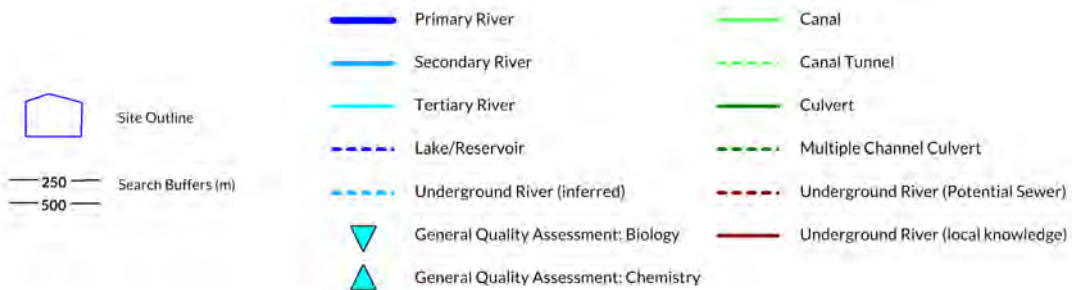 Site Outline
250
500
Search Buffers (m)
Primary River
Secondary River
Tertiary River
Lake/Reservoir
Underground River (inferred)
General Quality Assessment: Biology
General Quality Assessment: Chemistry
Canal
Canal Tunnel
Culvert
Multiple Channel Culvert
Underground River (Potential Sewer)
Underground River (local knowledge)